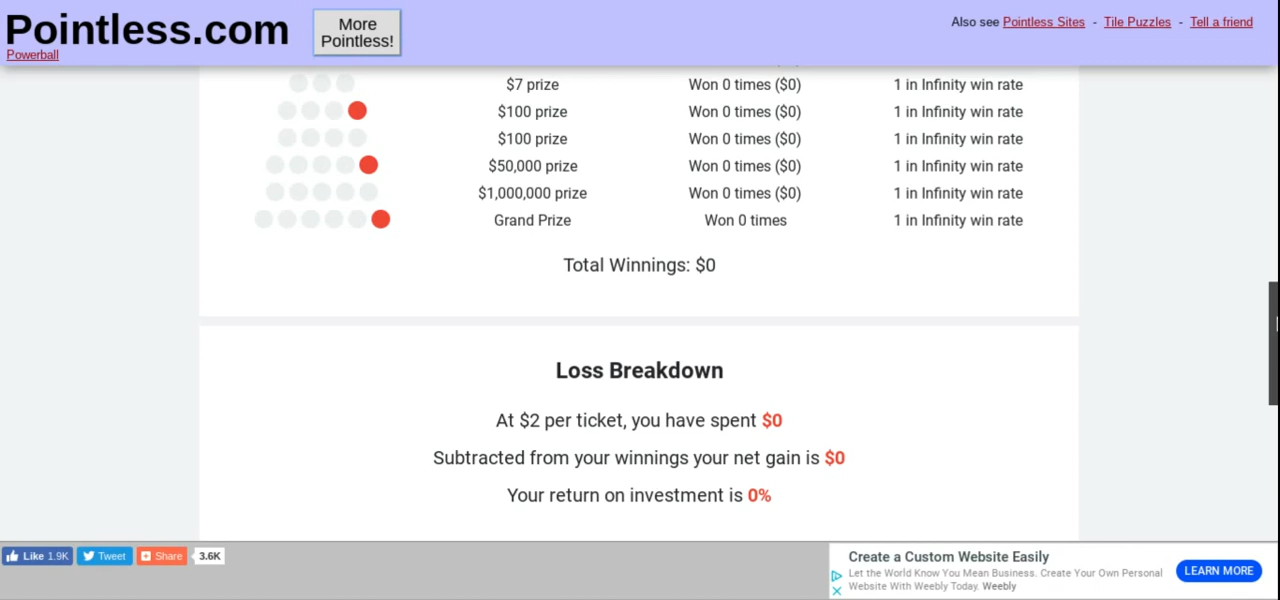 Pointless.com
More
Pointless!
Also see Pointless Sites - Tile Puzzles - Tell a friend
Powerball
$7 prize Won 0 times ($0) 1 in Infinity win rate
$100 prize Won 0 times ($0) 1 in Infinity win rate
$100 prize Won 0 times ($0) 1 in Infinity win rate
$50,000 prize Won 0 times ($0) 1 in Infinity win rate
$1,000,000 prize Won 0 times ($0) 1 in Infinity win rate
Grand Prize Won 0 times 1 in Infinity win rate
Total Winnings: $0
Loss Breakdown
At $2 per ticket, you have spent $0
Subtracted from your winnings your net gain is $0
Your return on investment is 0%
Like 1.9K Tweet Share 3.6K
Create a Custom Website Easily
Let the World Know You Mean Business. Create Your Own Personal
Website With Weebly Today. Weebly
LEARN MORE